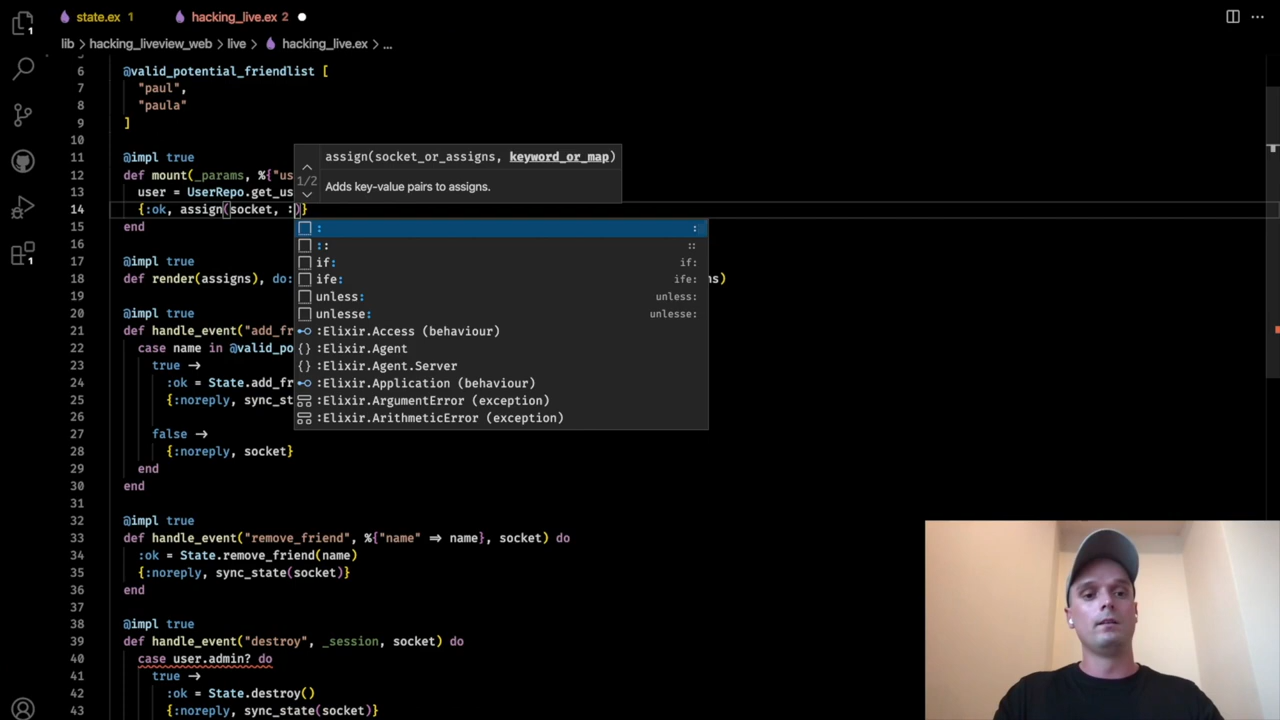 state.ex 1 hacking_live.ex 2
lib > hacking_liveview_web > live > hacking_live.ex > ...
1
1
6 @valid_potential_friendlist [
7 "paul",
8 "paula"
9 ]
10
11 @impl true
12 def mount(_params, %{"us
13 user = UserRepo.get_us
14 {:ok, assign(socket, :)}
15 end
16
17 @impl true
18 def render(assigns), do: ns)
19
20 @impl true
21 def handle_event("add_fr
22 case name in @valid_po
23 true →
24 :ok = State.add_fr
25 {:noreply, sync_st
26
27 false →
28 {:noreply, socket}
29 end
30 end
31
32 @impl true
33 def handle_event("remove_friend", %{"name" ⇒ name}, socket) do
34 :ok = State.remove_friend(name)
35 {:noreply, sync_state(socket)}
36 end
37
38 @impl true
39 def handle_event("destroy", _session, socket) do
40 case user.admin? do
41 true →
42 :ok = State.destroy()
43 {:noreply, sync_state(socket)}
assign(socket_or_assigns, keyword_or_map)
1/2
Adds key-value pairs to assigns.
: :
:: ::
if: if:
ife: ife:
unless: unless:
unlesse: unlesse:
:Elixir.Access (behaviour)
{} :Elixir.Agent
{} :Elixir.Agent.Server
:Elixir.Application (behaviour)
:Elixir.ArgumentError (exception)
:Elixir.ArithmeticError (exception)